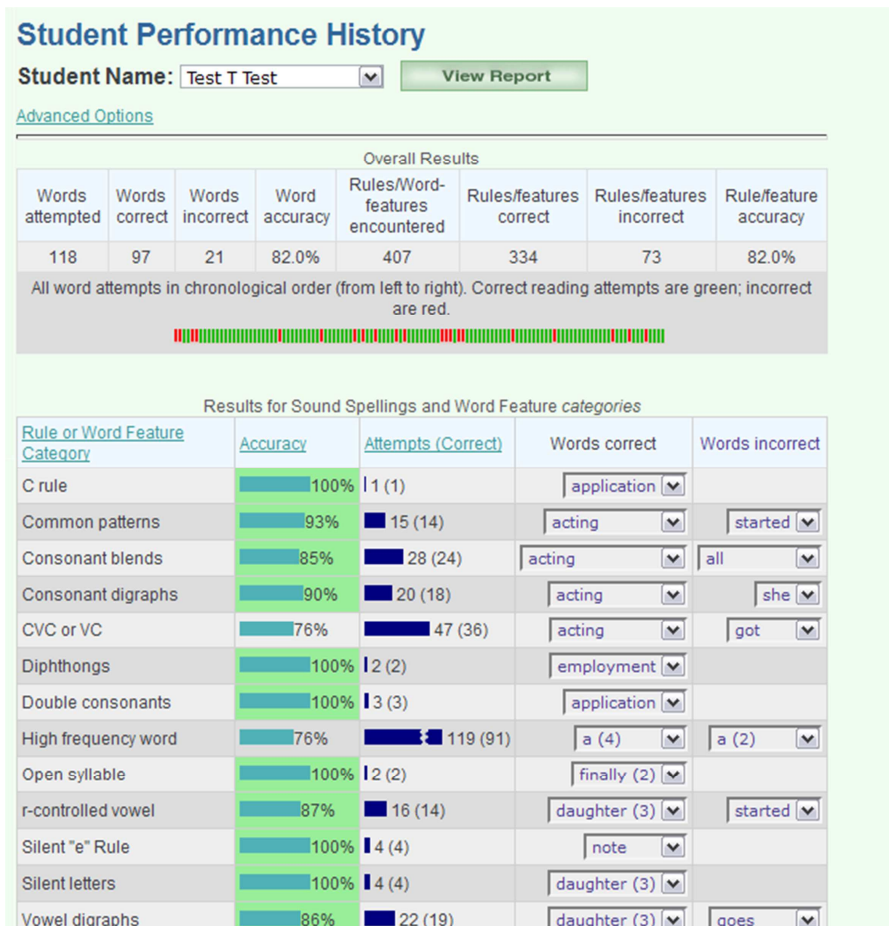 Student Performance History
Student Name: Test T Test View Report
Advanced Options
Overall Results
Words attempted Words correct Words incorrect Word accuracy Rules/Word-features encountered Rules/features correct Rules/features incorrect Rule/feature accuracy
118 97 21 82.0% 407 334 73 82.0%
All word attempts in chronological order (from left to right). Correct reading attempts are green; incorrect
are red.
Results for Sound Spellings and Word Feature categories
Rule or Word Feature Category Accuracy Attempts (Correct) Words correct Words incorrect
C rule 100% 1 (1) application
Common patterns 93% 15 (14) acting started
Consonant blends 85% 28 (24) acting all
Consonant digraphs 90% 20 (18) acting she
CVC or VC 76% 47 (36) acting got
Diphthongs 100% 2 (2) employment
Double consonants 100% 3 (3) application
High frequency word 76% 119 (91) a (4) a (2)
Open syllable 100% 2 (2) finally (2)
r-controlled vowel 87% 16 (14) daughter (3) started
Silent "e" Rule 100% 4 (4) note
Silent letters 100% 4 (4) daughter (3)
Vowel digraphs 86% 22 (19) daughter (3) goes